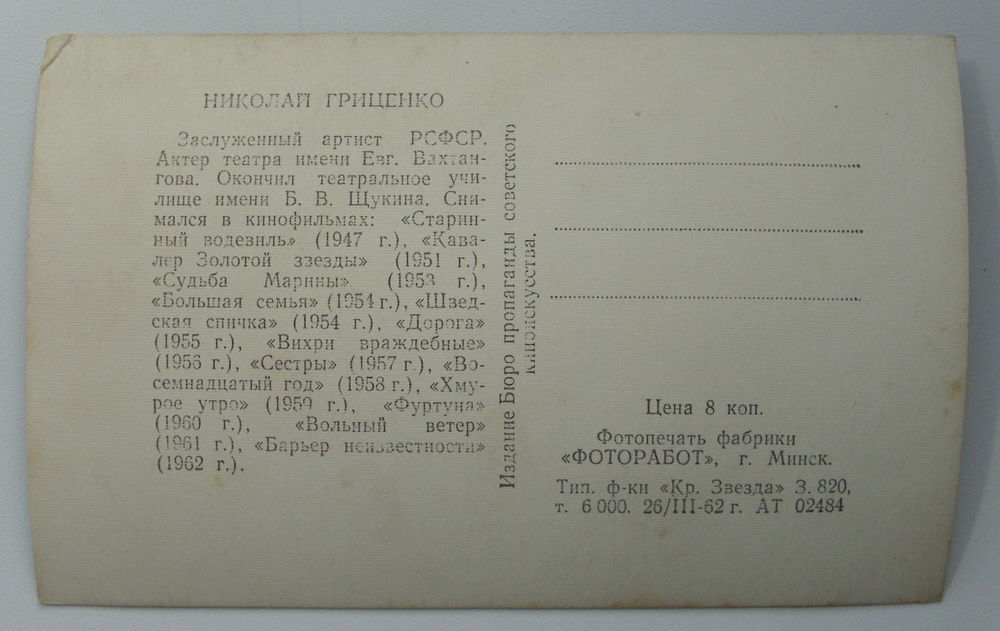 НИКОЛАЙ ГРИЦЕНКО
Заслуженный артист РСФСР.
Актер театра имени Евг. Вахтан-
гова. Окончил театральное учи-
лище имени Б. В. Щукина. Сни-
мался в кинофильмах: «Старин-
ный водевиль» (1947 г.), «Кава-
лер Золотой звезды» (1951 г.),
«Судьба Марины» (1953 г.),
«Большая семья» (1954 г.), «Швед-
ская спичка» (1954 г.), «Дорога»
(1955 г.), «Вихри враждебные»
(1956 г.), «Сестры» (1957 г.), «Во-
семнадцатый год» (1958 г.), «Хму-
рое утро» (1959 г.), «Фуртуна»
(1960 г.), «Вольный ветер»
(1961 г.), «Барьер неизвестности»
(1962 г.).
Издание Бюро пропаганды советского
киноискусства.
Цена 8 коп.
Фотопечать фабрики
«ФОТОРАБОТ», г. Минск.
Тип. ф-ки «Кр. Звезда» З. 820,
т. 6 000. 26/III-62 г. АТ 02484